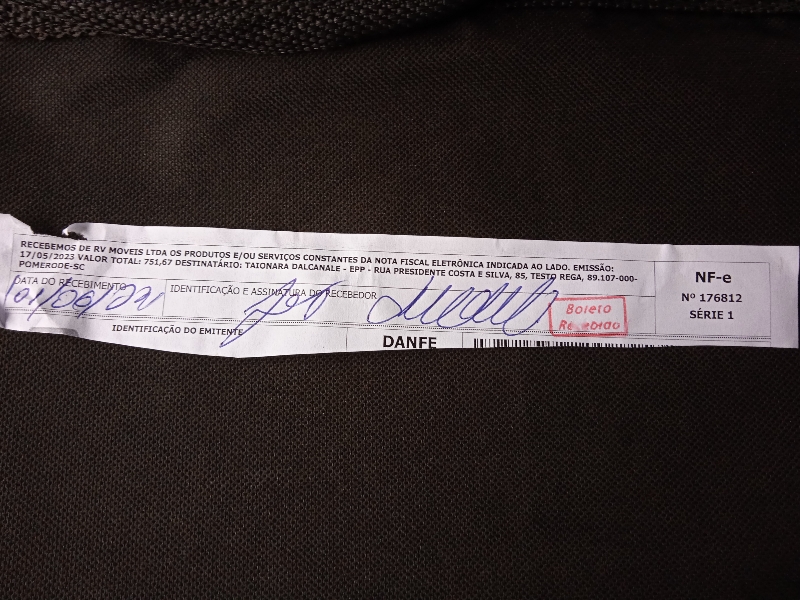 RECEBEMOS DE RV MOVEIS LTDA OS PRODUTOS E/OU SERVIÇOS CONSTANTES DA NOTA FISCAL ELETRÔNICA INDICADA AO LADO. EMISSÃO:
17/05/2023 VALOR TOTAL: 751,67 DESTINATÁRIO: TAIONARA DALCANALE - EPP - RUA PRESIDENTE COSTA E SILVA, 85, TESTO REGA, 89.107-000-
POMERODE-SC
DATA DO RECEBIMENTO
IDENTIFICAÇÃO E ASSINATURA DO RECEBEDOR
Boleto
Recebido
NF-e
Nº 176812
SÉRIE 1
IDENTIFICAÇÃO DO EMITENTE
DANFE